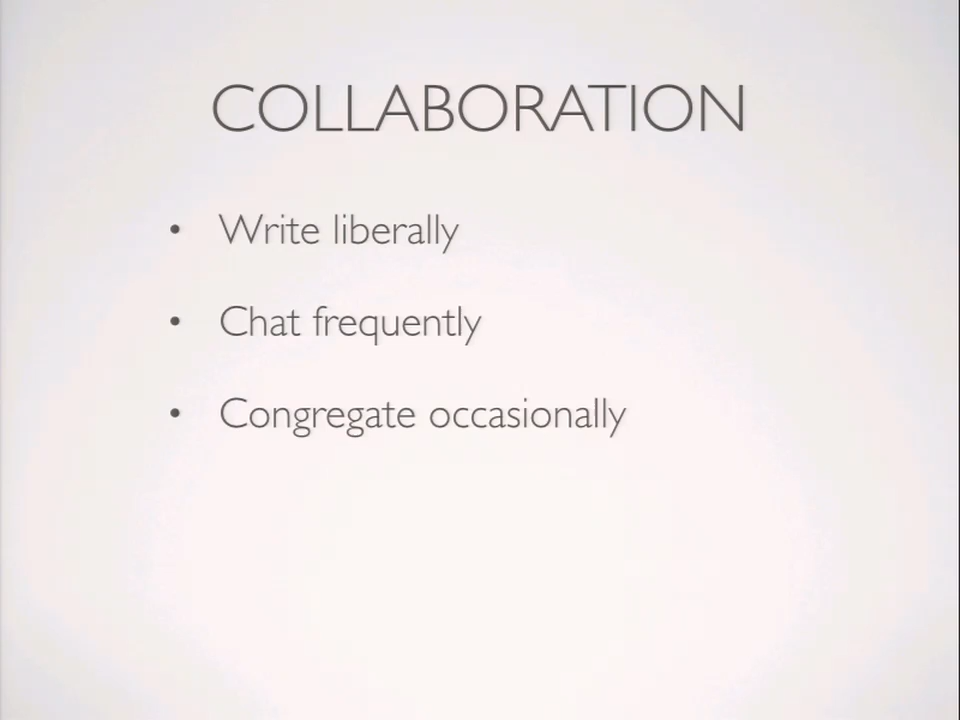 COLLABORATION
• Write liberally
• Chat frequently
• Congregate occasionally